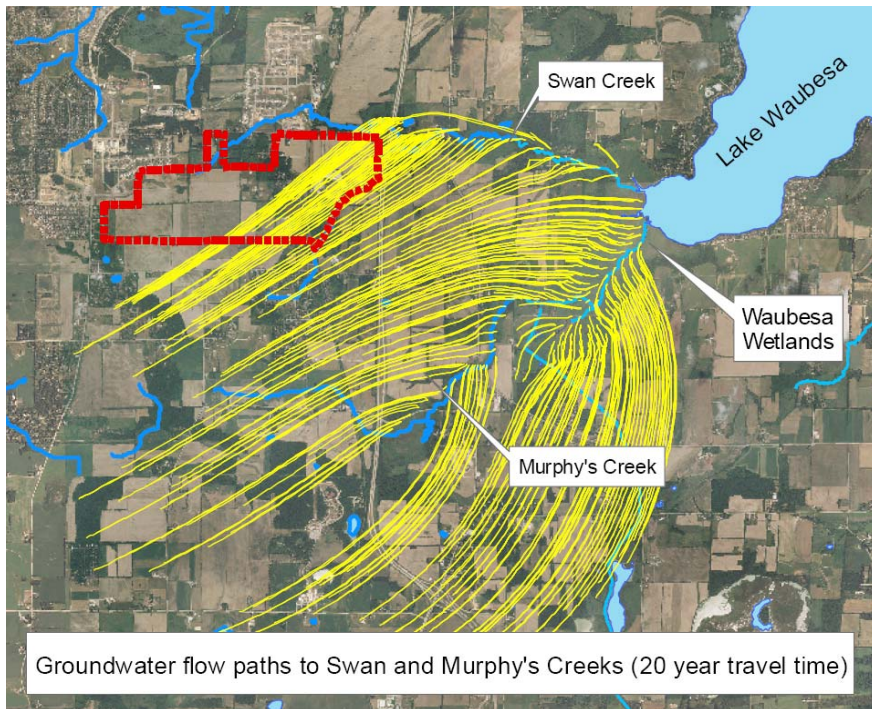 Swan Creek
Lake Waubesa
Waubesa
Wetlands
Murphy's Creek
Groundwater flow paths to Swan and Murphy's Creeks (20 year travel time)